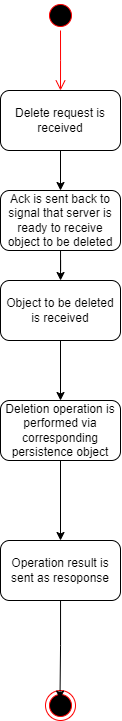 Delete request is
received
Ack is sent back to
signal that server is
ready to receive
object to be deleted
Object to be deleted
is received
Deletion operation is
performed via
corresponding
persistence object
Operation result is
sent as resoponse